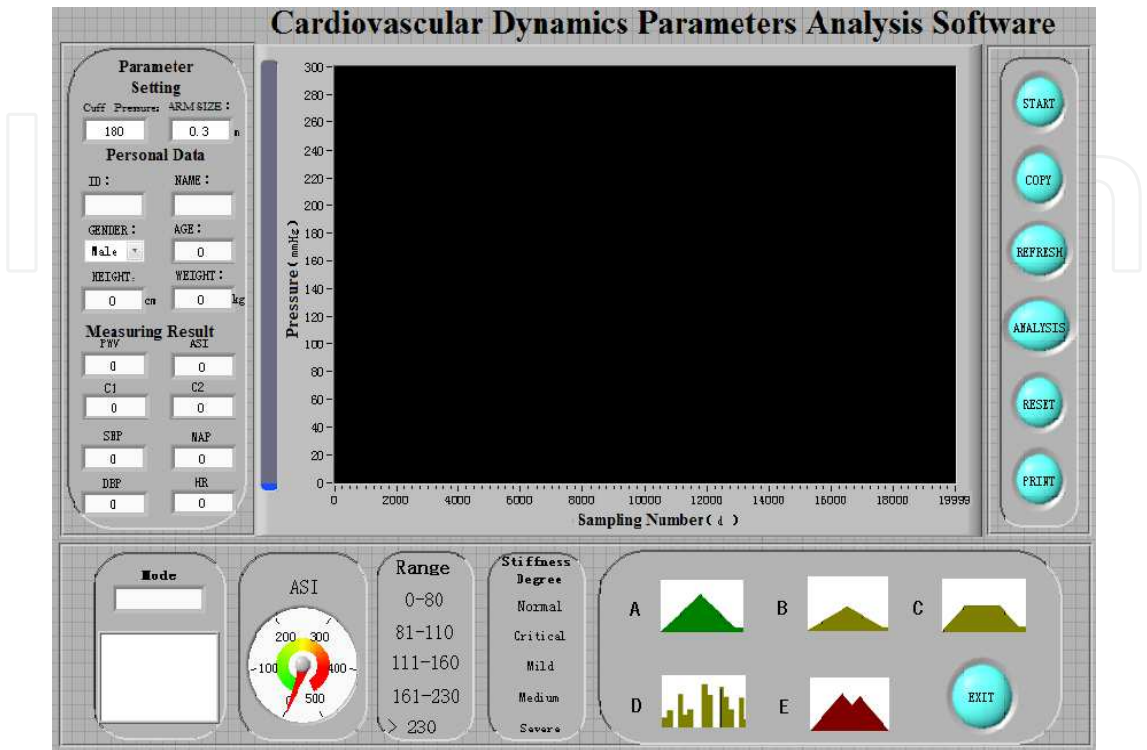 Cardiovascular Dynamics Parameters Analysis Software
Parameter
Setting
Cuff Pressure: ARMSIZE:
180 0.3 m
Personal Data
ID: NAME:
GENDER: AGE:
Male 0
HEIGHT: WEIGHT:
0 cm 0 kg
Measuring Result
PWV ASI
0 0
C1 C2
0 0
SBP MAP
0 0
DBP HR
0 0
300
280
260
240
220
200
180
160
140
120
100
80
60
40
20
0
Pressure(mmHg)
0 2000 4000 6000 8000 10000 12000 14000 16000 18000 19999
Sampling Number(d)
START
COPY
REFRESH
ANALYSIS
RESET
PRINT
Mode
ASI
200 300
100 400
0 500
Range
0-80
81-110
111-160
161-230
> 230
Stiffness
Degree
Normal
Critical
Mild
Medium
Severe
A B C
D E
EXIT